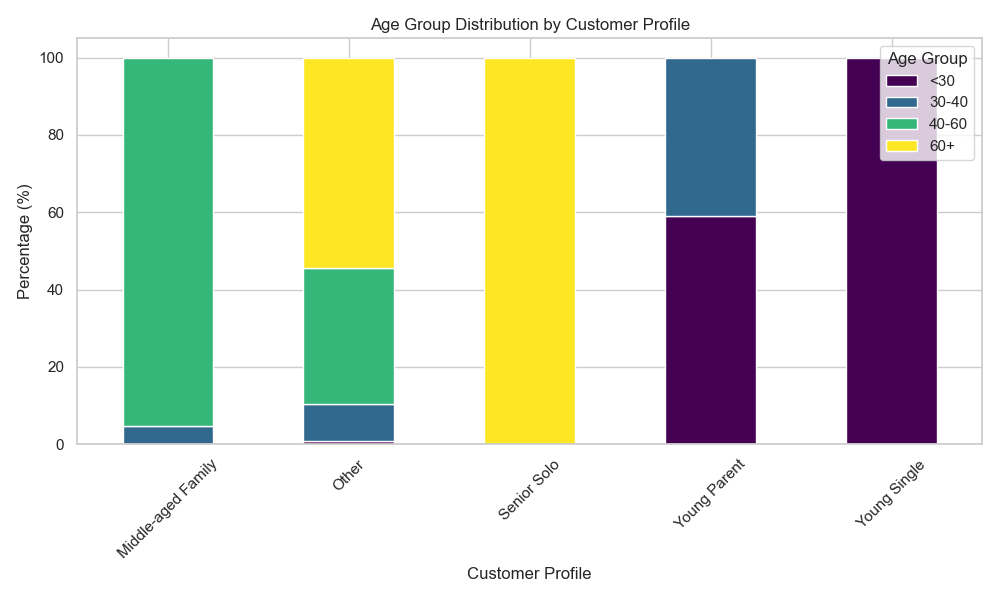 Age Group Distribution by Customer Profile
Age Group
<30
30-40
40-60
60+
Percentage (%)
100
80
60
40
20
0
Middle-aged Family
Other
Senior Solo
Young Parent
Young Single
Customer Profile